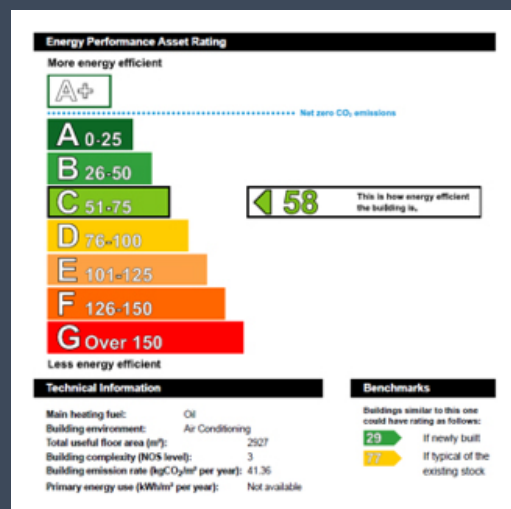 Energy Performance Asset Rating
More energy efficient
A+
Net zero CO₂ emissions
A 0-25
B 26-50
C 51-75
58
This is how energy efficient
the building is.
D 76-100
E 101-125
F 126-150
G Over 150
Less energy efficient
Technical Information
Main heating fuel: Oil
Building environment: Air Conditioning
Total useful floor area (m²): 2927
Building complexity (NOS level): 3
Building emission rate (kgCO₂/m² per year): 41.36
Primary energy use (kWh/m² per year): Not available
Benchmarks
Buildings similar to this one
could have rating as follows:
29 If newly built
77 If typical of the
existing stock